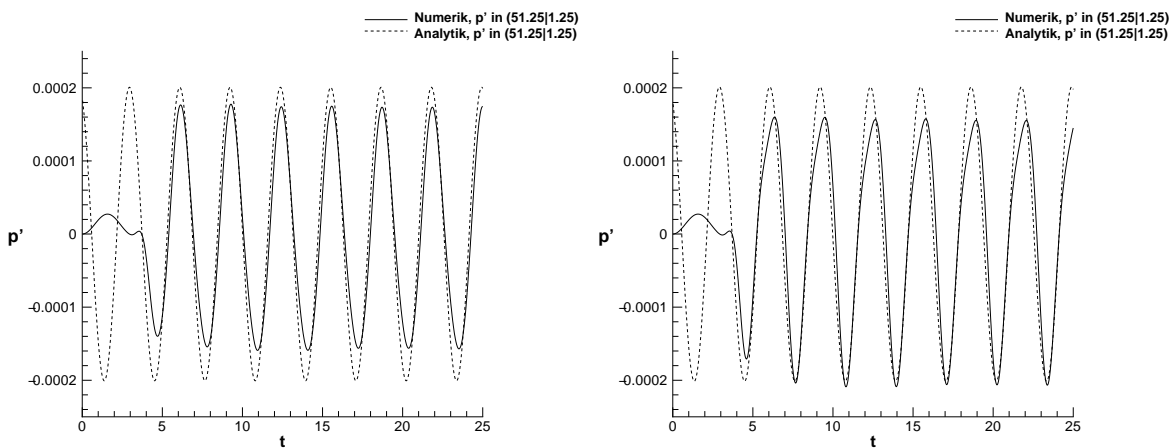 Numerik, p' in (51.25|1.25)
Analytik, p' in (51.25|1.25)
0.0002
0.0001
0
-0.0001
-0.0002
p'
0 5 10 15 20 25
t
Numerik, p' in (51.25|1.25)
Analytik, p' in (51.25|1.25)
0.0002
0.0001
0
-0.0001
-0.0002
p'
0 5 10 15 20 25
t